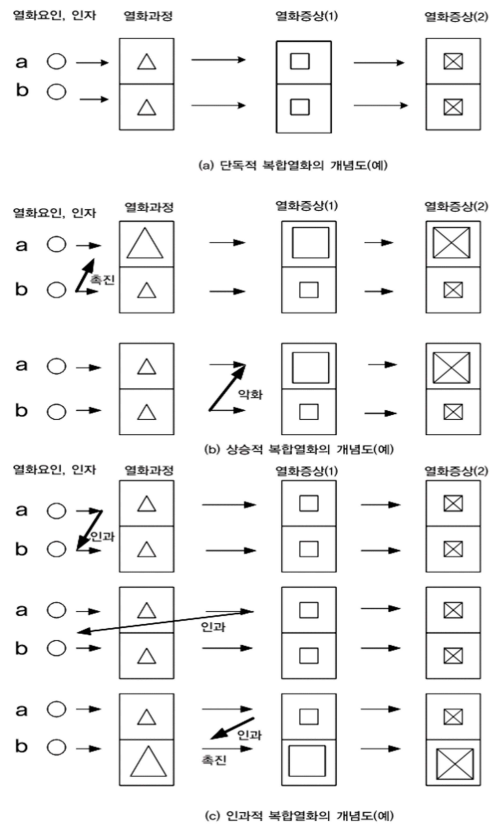 열화요인, 인자 열화과정 열화증상(1) 열화증상(2)
a
b
(a) 단독적 복합열화의 개념도(예)
열화요인, 인자 열화과정 열화증상(1) 열화증상(2)
a
촉진
b
a
악화
b
(b) 상승적 복합열화의 개념도(예)
열화요인, 인자 열화과정 열화증상(1) 열화증상(2)
a
인과
b
a
인과
b
a
인과
b
촉진
(c) 인과적 복합열화의 개념도(예)